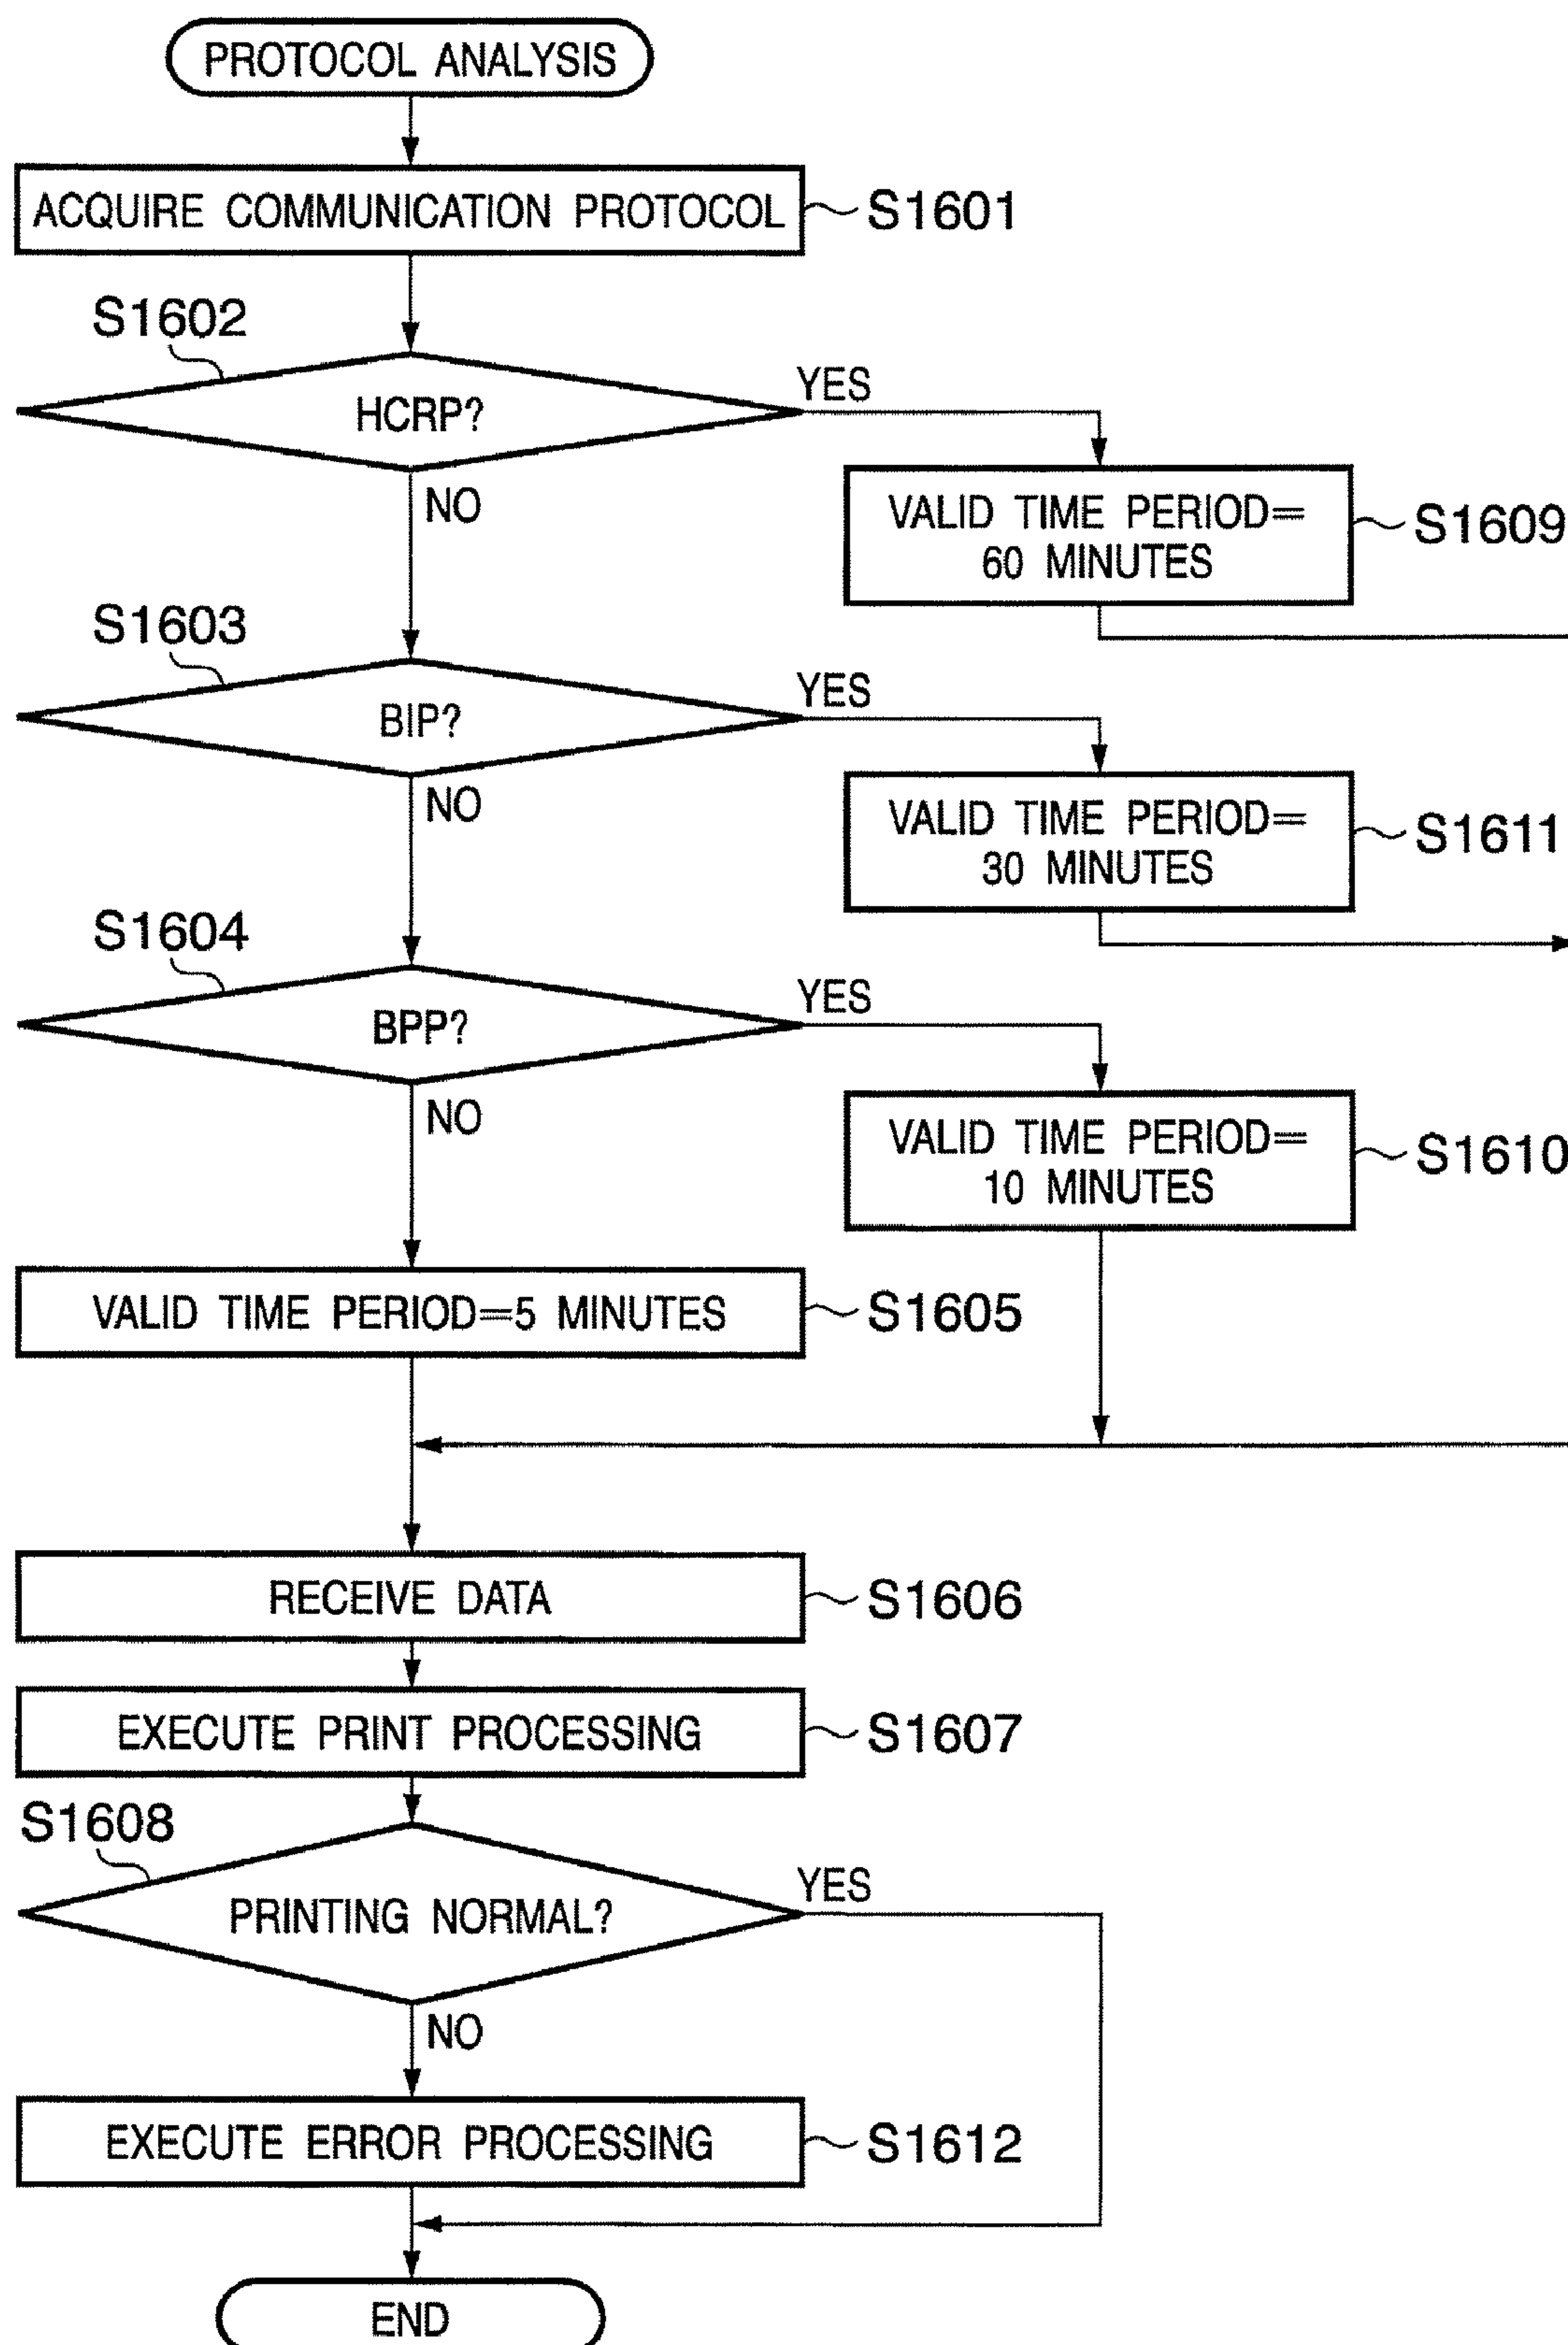 PROTOCOL ANALYSIS
ACQUIRE COMMUNICATION PROTOCOL
S1601
S1602
HCRP?
YES
NO
VALID TIME PERIOD=
60 MINUTES
S1609
S1603
BIP?
YES
NO
VALID TIME PERIOD=
30 MINUTES
S1611
S1604
BPP?
YES
NO
VALID TIME PERIOD=
10 MINUTES
S1610
VALID TIME PERIOD=5 MINUTES
S1605
RECEIVE DATA
S1606
EXECUTE PRINT PROCESSING
S1607
S1608
PRINTING NORMAL?
YES
NO
EXECUTE ERROR PROCESSING
S1612
END